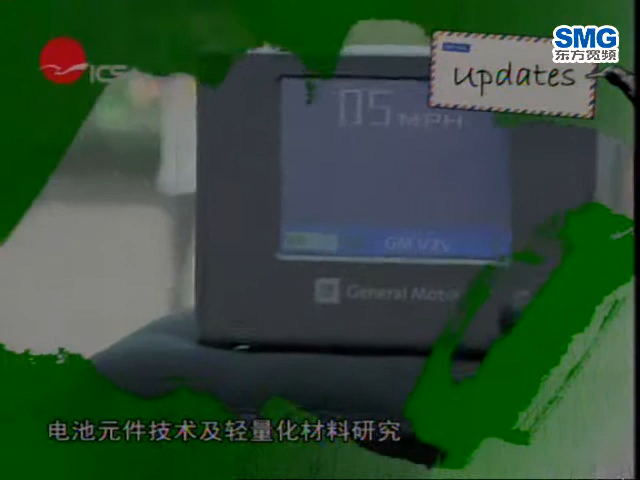 SMG
东方宽频
ICS
updates
05 MPH
GM V2V
General Motors
电池元件技术及轻量化材料研究